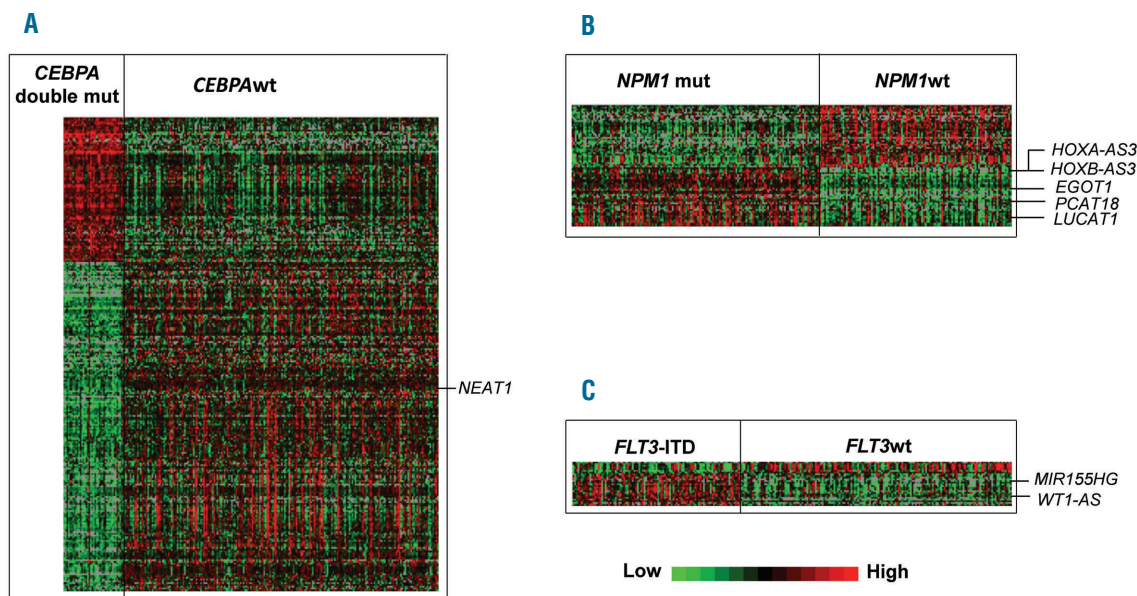 A
CEBPA
double mut
CEBPAwt
NEAT1
B
NPM1 mut
NPM1wt
HOXA-AS3
HOXB-AS3
EGOT1
PCAT18
LUCAT1
C
FLT3-ITD
FLT3wt
MIR155HG
WT1-AS
Low
High